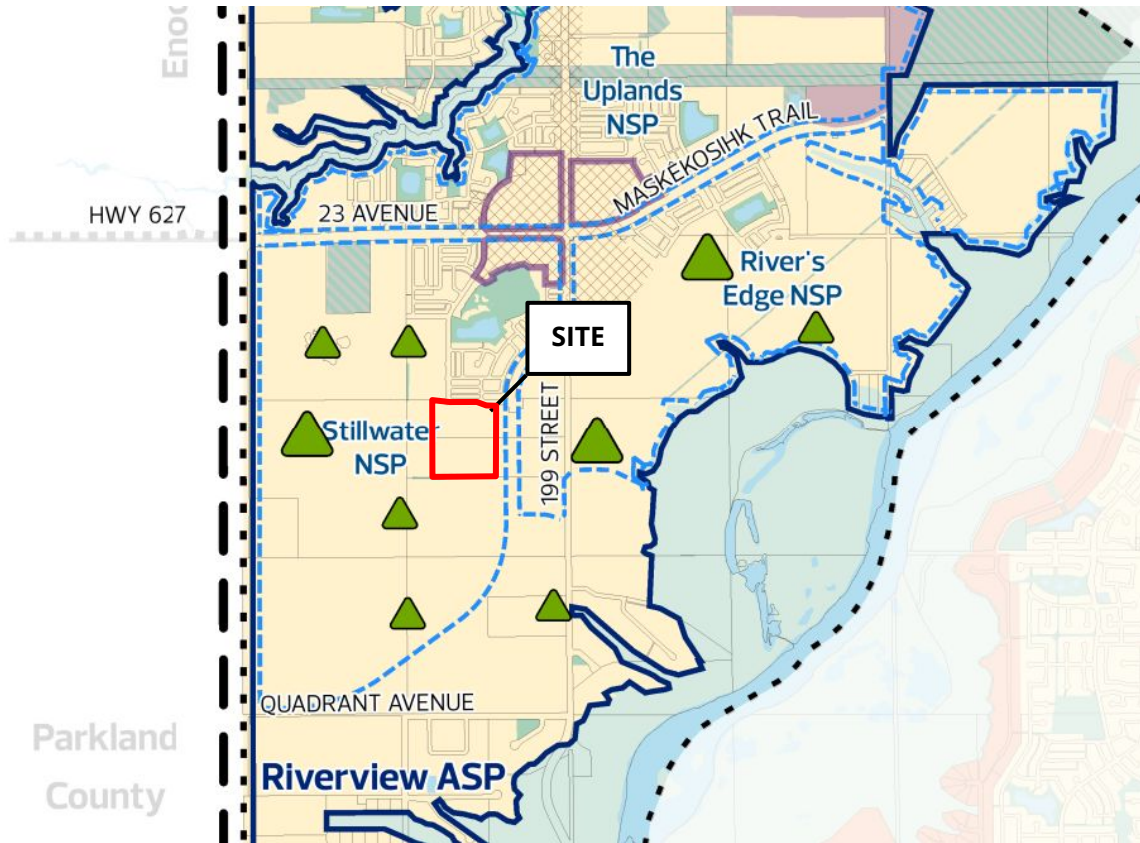 Enoc
The
Uplands
NSP
MASKÊKOSIHK TRAIL
HWY 627
23 AVENUE
River's
Edge NSP
SITE
199 STREET
Stillwater
NSP
QUADRANT AVENUE
Parkland
County
Riverview ASP